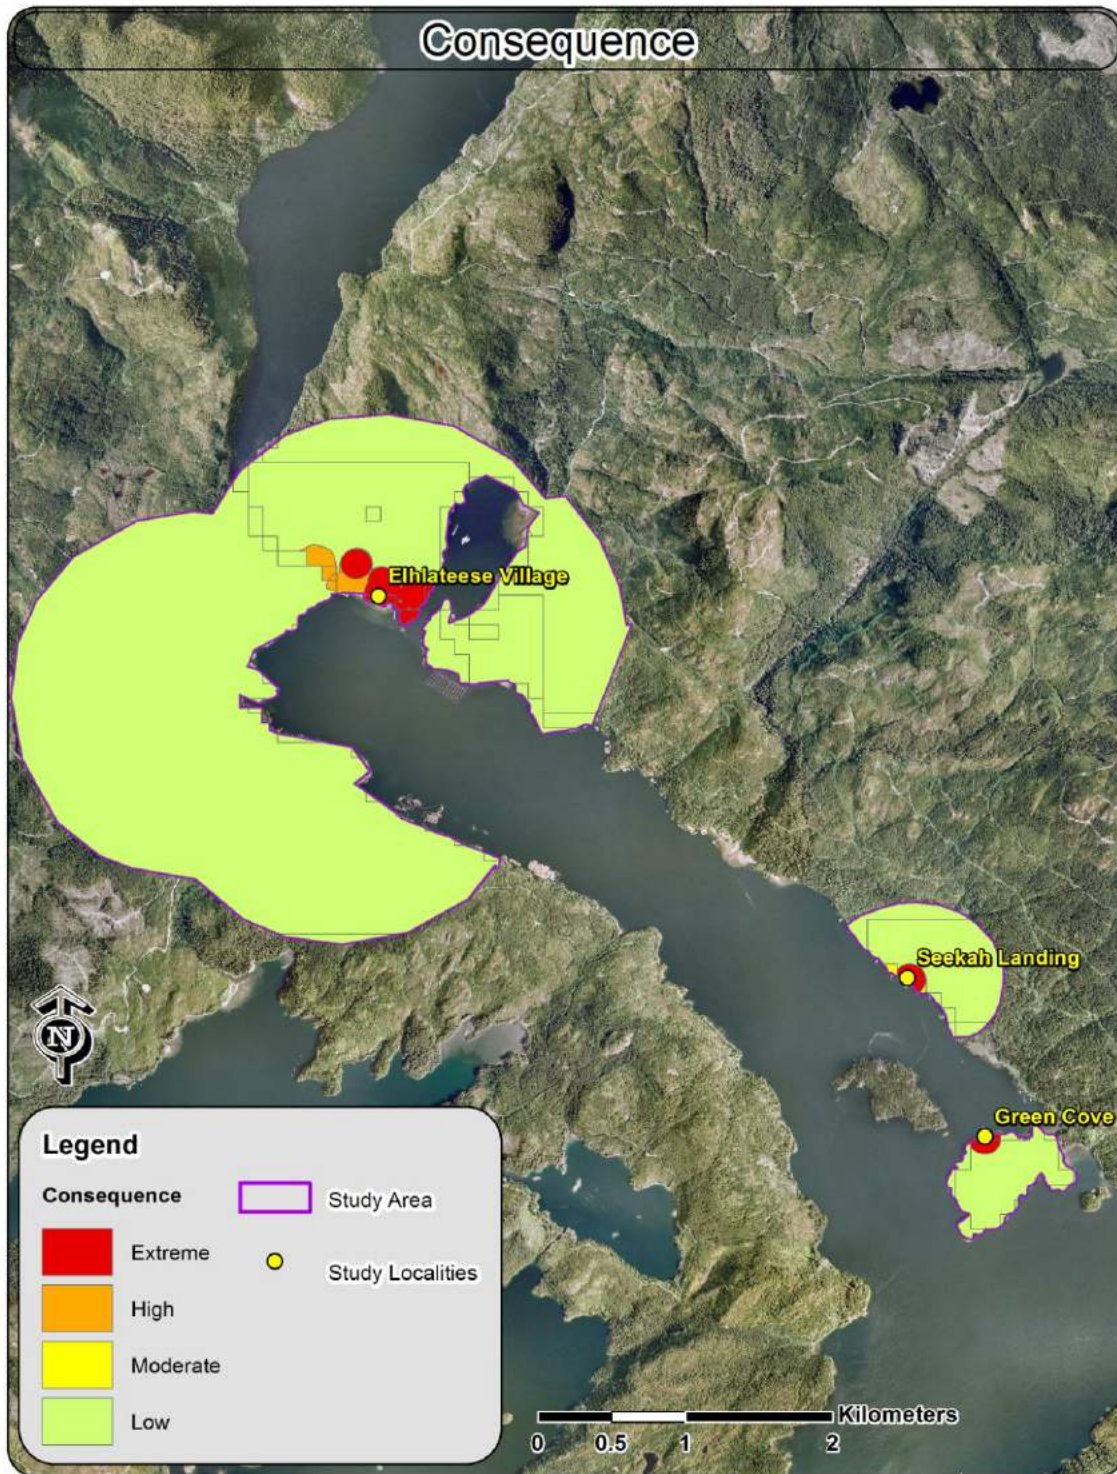 Consequence
Elhlateese Village
Seekah Landing
Green Cove
N
Legend
Consequence
Extreme
High
Moderate
Low
Study Area
Study Localities
Kilometers
0 0.5 1 2